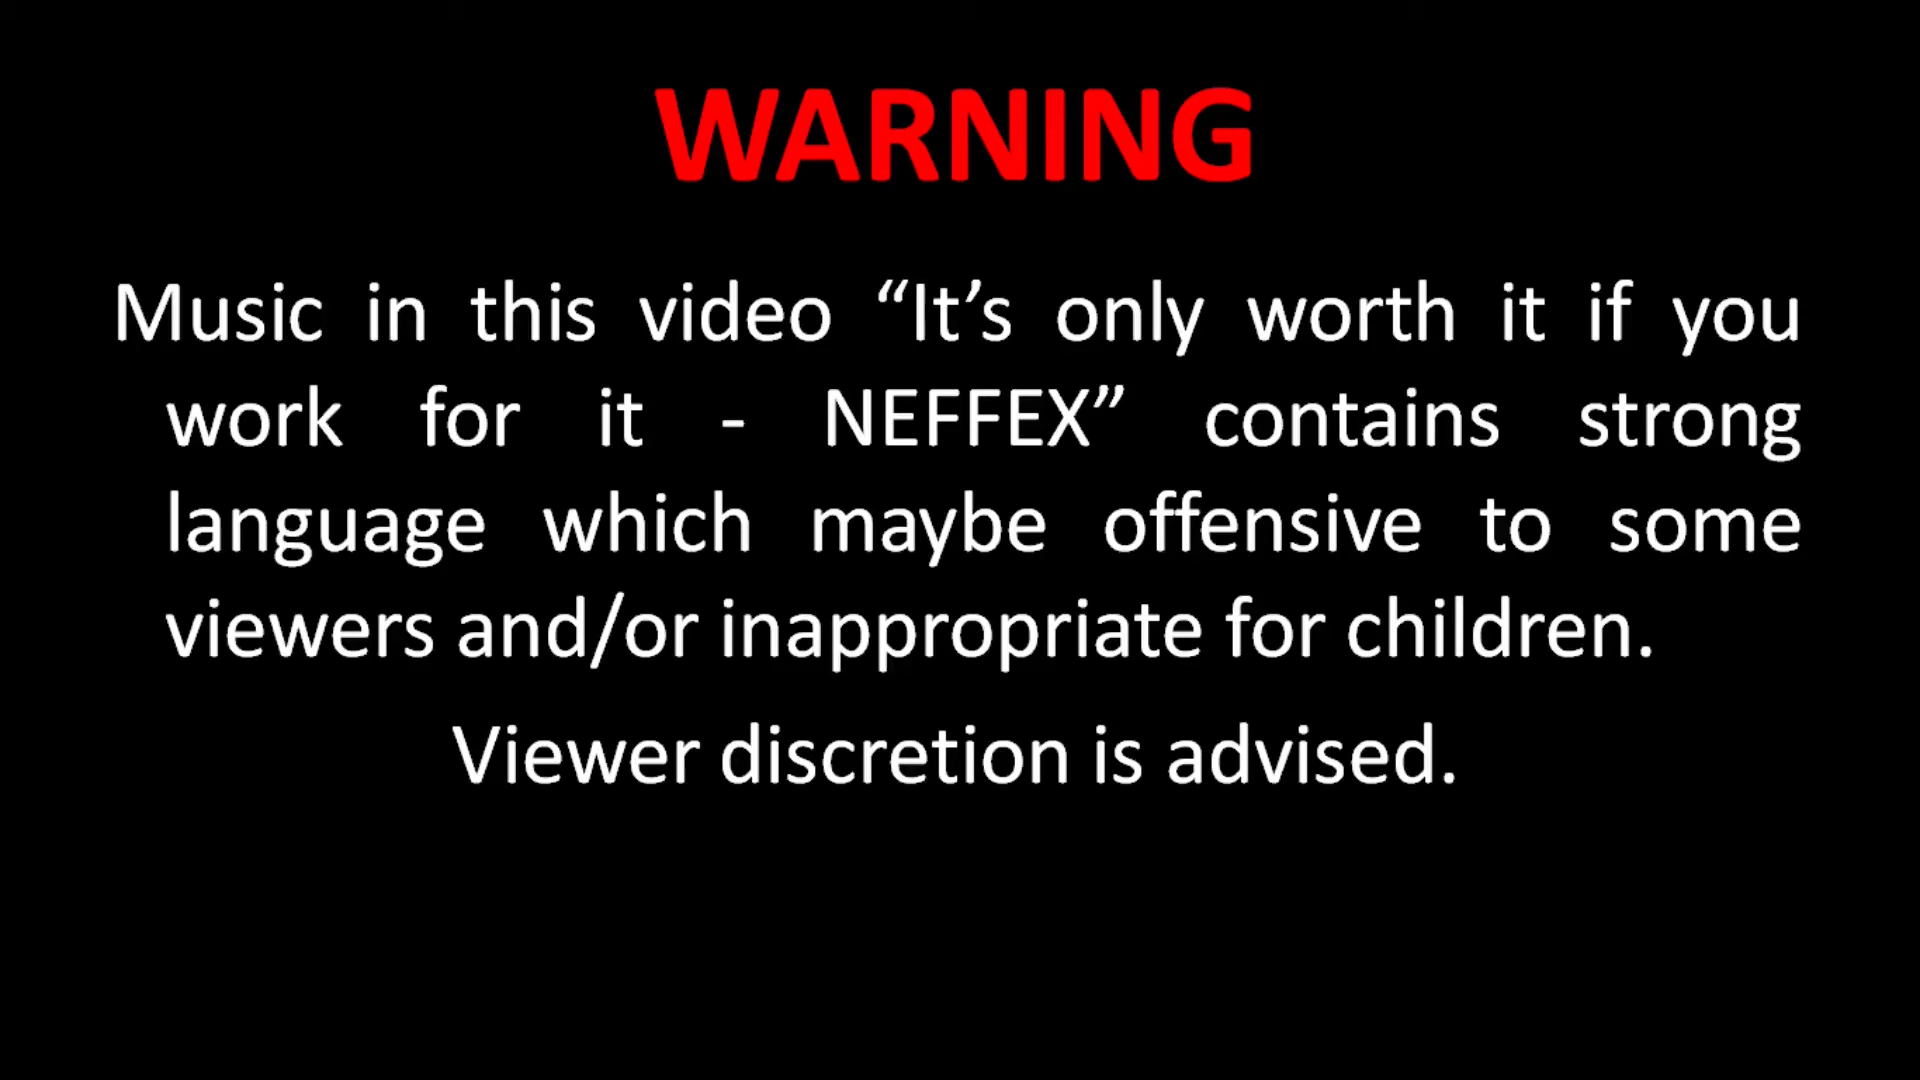 WARNING
Music in this video “It’s only worth it if you
work for it - NEFFEX” contains strong
language which maybe offensive to some
viewers and/or inappropriate for children.
Viewer discretion is advised.